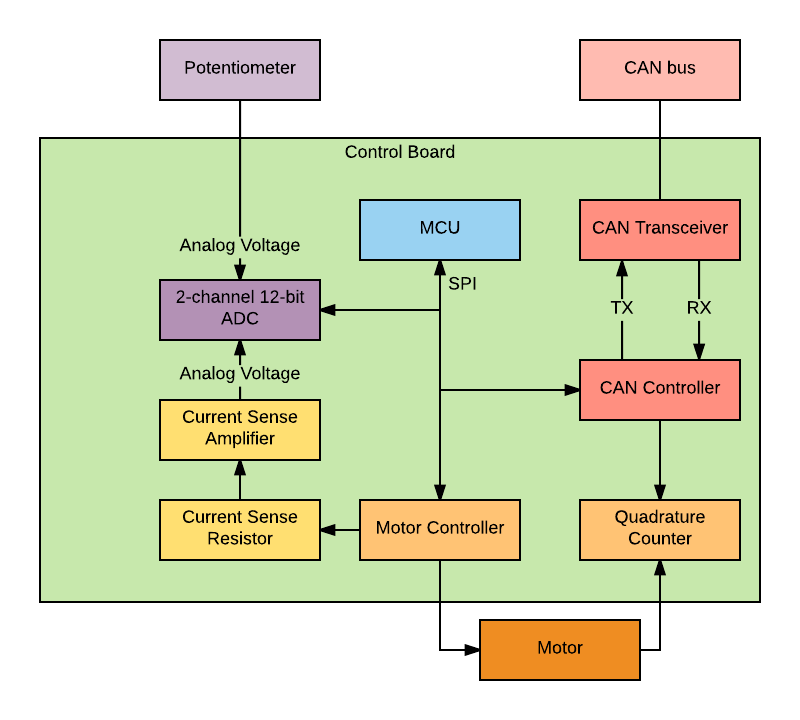 Potentiometer
CAN bus
Control Board
MCU
CAN Transceiver
Analog Voltage
SPI
2-channel 12-bit
ADC
TX
RX
Analog Voltage
CAN Controller
Current Sense
Amplifier
Current Sense
Resistor
Motor Controller
Quadrature
Counter
Motor